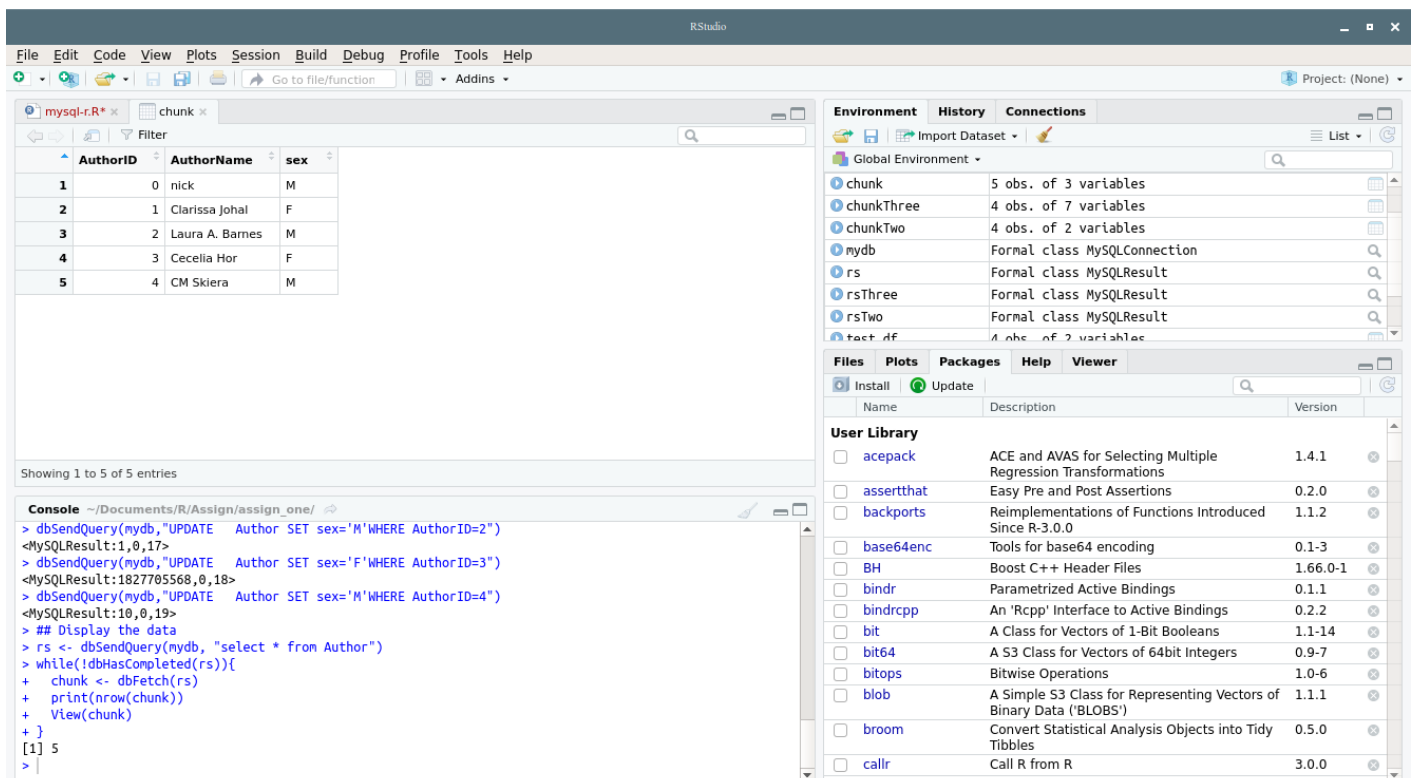 RStudio
File Edit Code View Plots Session Build Debug Profile Tools Help
Go to file/function Addins Project: (None)
mysql-r.R* chunk
Filter
AuthorID AuthorName sex
1 0 nick M
2 1 Clarissa Johal F
3 2 Laura A. Barnes M
4 3 Cecelia Hor F
5 4 CM Skiera M
Showing 1 to 5 of 5 entries
Console ~/Documents/R/Assign/assign_one/
> dbSendQuery(mydb,"UPDATE   Author SET sex='M'WHERE AuthorID=2")
<MySQLResult:1,0,17>
> dbSendQuery(mydb,"UPDATE   Author SET sex='F'WHERE AuthorID=3")
<MySQLResult:1827705568,0,18>
> dbSendQuery(mydb,"UPDATE   Author SET sex='M'WHERE AuthorID=4")
<MySQLResult:10,0,19>
> ## Display the data
> rs <- dbSendQuery(mydb, "select * from Author")
> while(!dbHasCompleted(rs)){
+   chunk <- dbFetch(rs)
+   print(nrow(chunk))
+   View(chunk)
+ }
[1] 5
>
Environment History Connections
Import Dataset List
Global Environment
chunk 5 obs. of 3 variables
chunkThree 4 obs. of 7 variables
chunkTwo 4 obs. of 2 variables
mydb Formal class MySQLConnection
rs Formal class MySQLResult
rsThree Formal class MySQLResult
rsTwo Formal class MySQLResult
test_df 4 obs. of 2 variables
Files Plots Packages Help Viewer
Install Update
Name Description Version
User Library
acepack ACE and AVAS for Selecting Multiple 1.4.1
Regression Transformations
assertthat Easy Pre and Post Assertions 0.2.0
backports Reimplementations of Functions Introduced 1.1.2
Since R-3.0.0
base64enc Tools for base64 encoding 0.1-3
BH Boost C++ Header Files 1.66.0-1
bindr Parametrized Active Bindings 0.1.1
bindrcpp An 'Rcpp' Interface to Active Bindings 0.2.2
bit A Class for Vectors of 1-Bit Booleans 1.1-14
bit64 A S3 Class for Vectors of 64bit Integers 0.9-7
bitops Bitwise Operations 1.0-6
blob A Simple S3 Class for Representing Vectors of 1.1.1
Binary Data ('BLOBS')
broom Convert Statistical Analysis Objects into Tidy 0.5.0
Tibbles
callr Call R from R 3.0.0